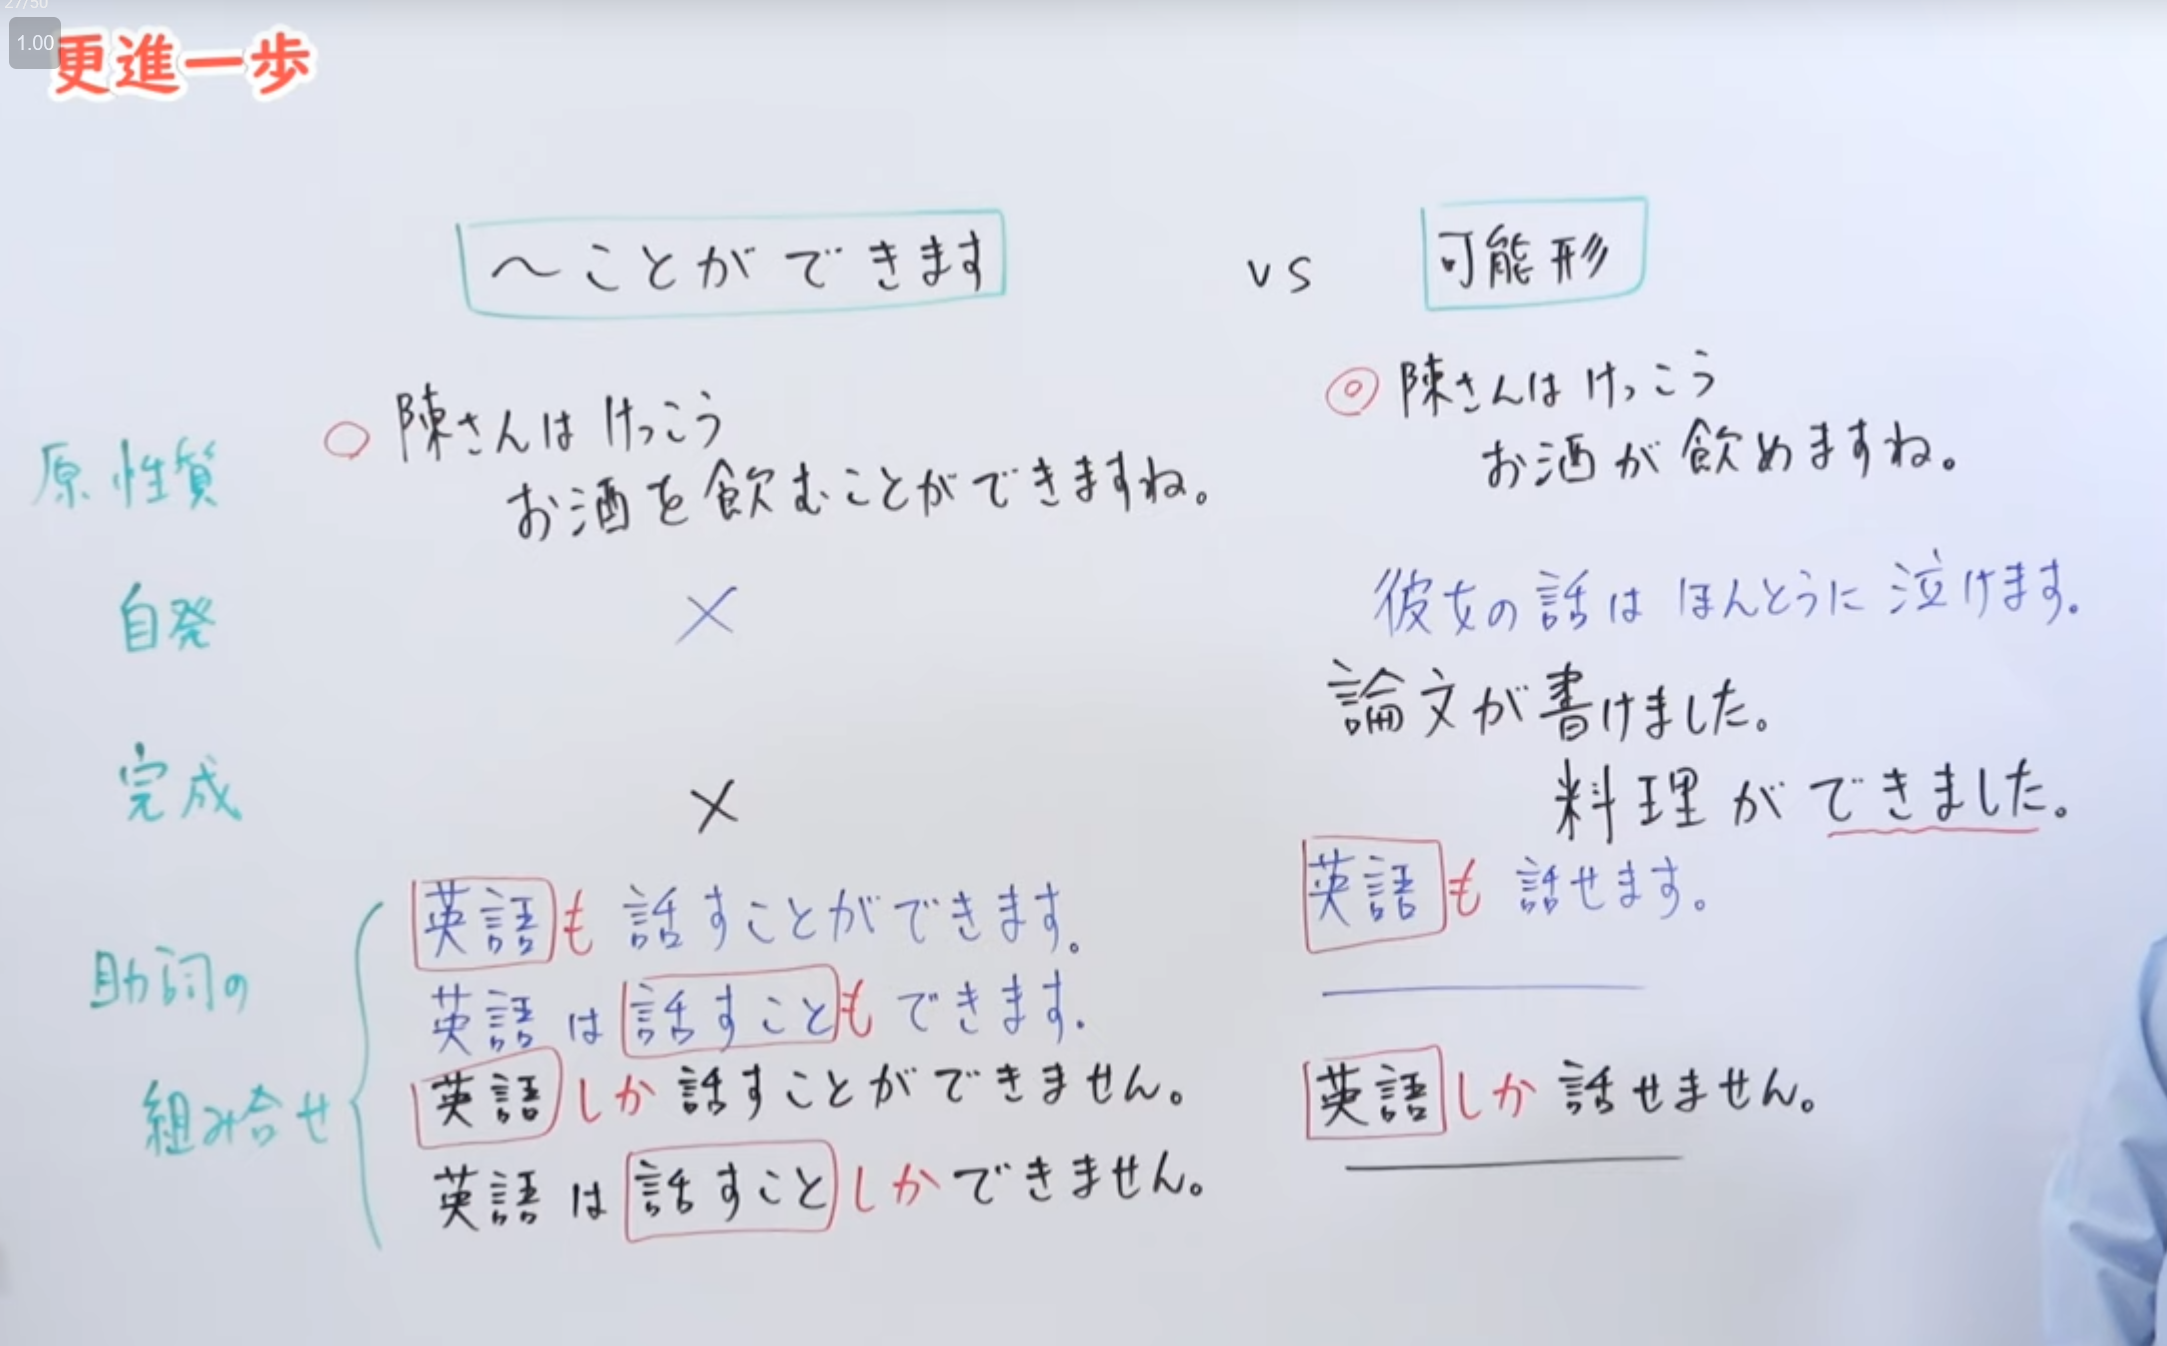 27/50
1.00
更進一歩
～ことができます
vs
可能形
原性質
○ 陳さんは けっこう
お酒を飲むことができますね。
◎ 陳さんは けっこう
お酒が飲めますね。
自発
×
彼女の話は ほんとうに 泣けます。
完成
×
論文が書けました。
料理ができました。
助詞の
組み合せ
英語も 話すことができます。
英語は話すこともできます.
英語しか話すことができません。
英語は話すことしかできません。
英語も 話せます。
英語しか 話せません。